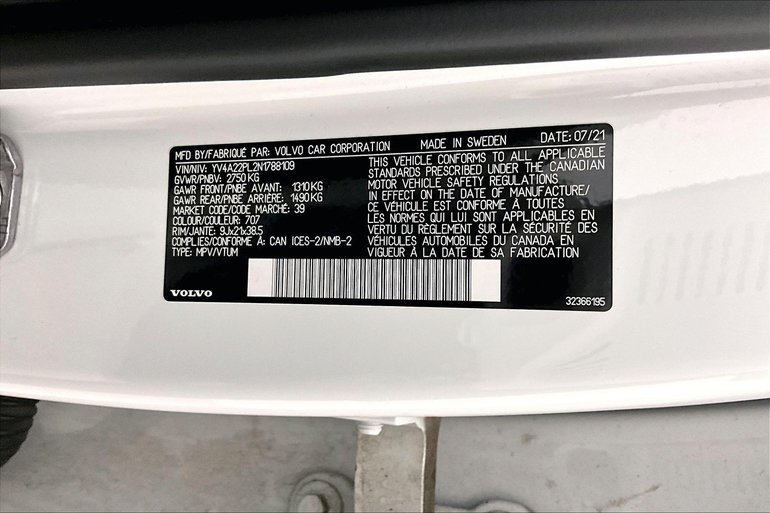 MFD BY/FABRIQUÉ PAR: VOLVO CAR CORPORATION MADE IN SWEDEN DATE: 07/21
VIN/NIV: YV4A22PL2N1788109
GVWR/PNBV: 2750 KG
GAWR FRONT/PNBE AVANT: 1310 KG
GAWR REAR/PNBE ARRIÈRE: 1490 KG
MARKET CODE/CODE MARCHÉ: 39
COLOUR/COULEUR: 707
RIM/JANTE: 9Jx21x38.5
COMPLIES/CONFORME À: CAN ICES-2/NMB-2
TYPE: MPV/VTUM
THIS VEHICLE CONFORMS TO ALL APPLICABLE
STANDARDS PRESCRIBED UNDER THE CANADIAN
MOTOR VEHICLE SAFETY REGULATIONS
IN EFFECT ON THE DATE OF MANUFACTURE/
CE VÉHICULE EST CONFORME À TOUTES
LES NORMES QUI LUI SONT APPLICABLES EN
VERTU DU RÈGLEMENT SUR LA SÉCURITÉ DES
VÉHICULES AUTOMOBILES DU CANADA EN
VIGUEUR À LA DATE DE SA FABRICATION
VOLVO
32366195